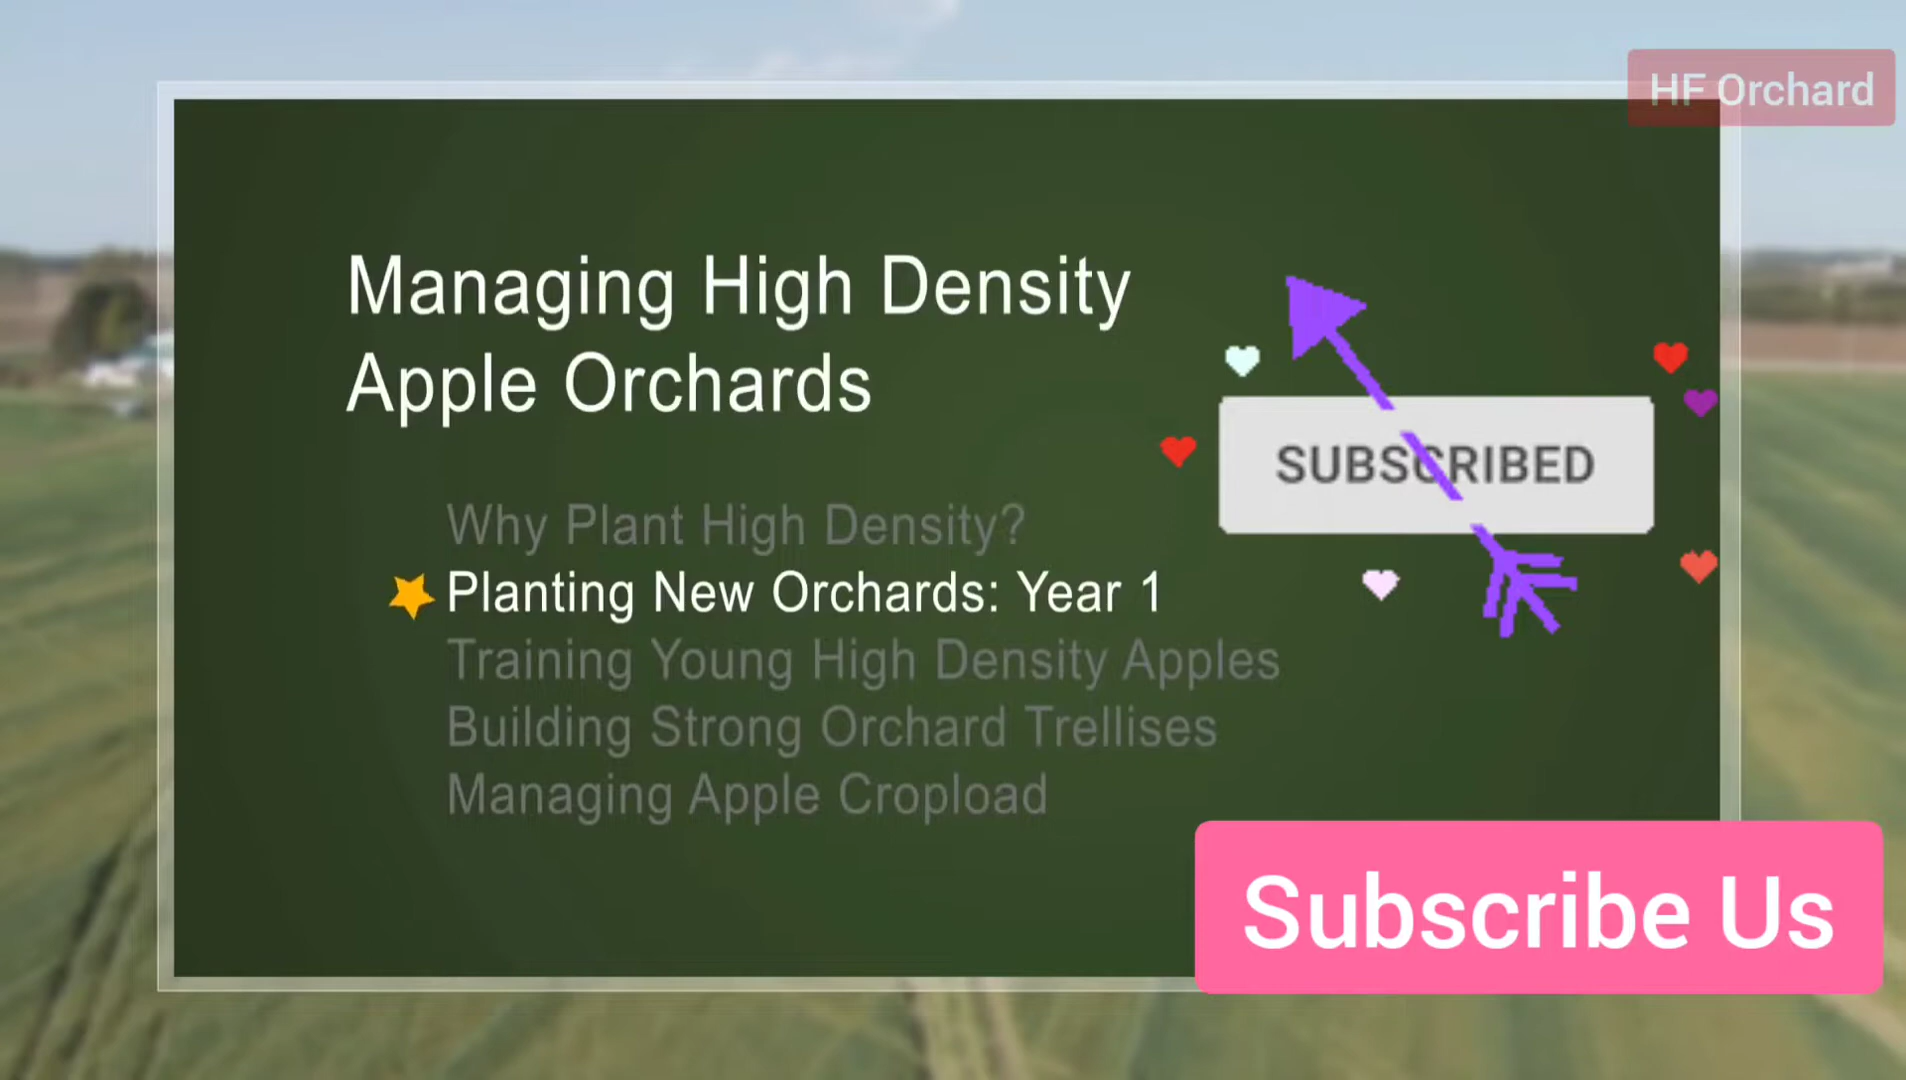 HF Orchard
Managing High Density
Apple Orchards
SUBSCRIBED
Why Plant High Density?
Planting New Orchards: Year 1
Training Young High Density Apples
Building Strong Orchard Trellises
Managing Apple Cropload
Subscribe Us